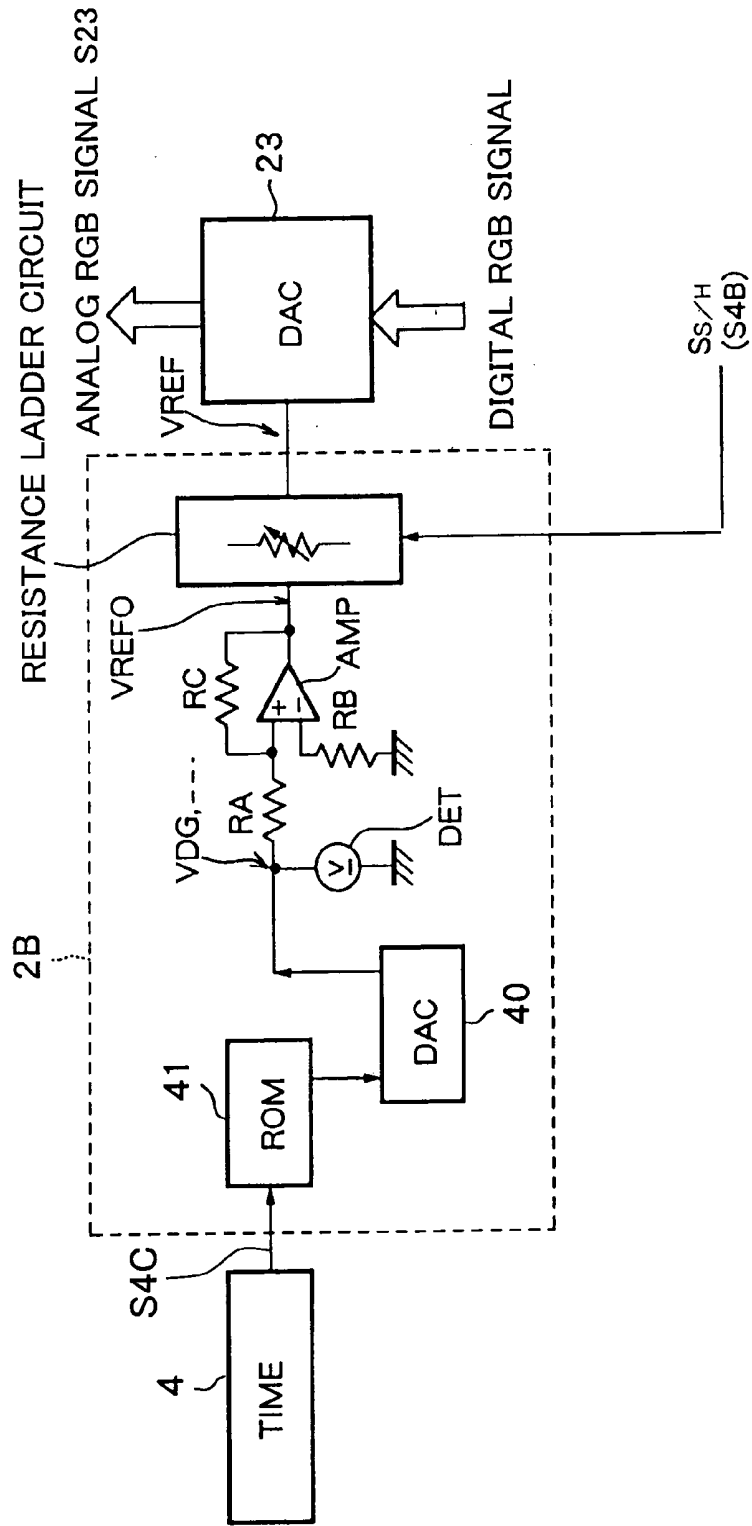 RESISTANCE LADDER CIRCUIT
ANALOG RGB SIGNAL S23
2B
VREFO
VREF
23
DAC
VDG, ----
RC
RA
+
-
AMP
RB
V
DET
41
ROM
DAC
40
S4C
4
TIME
DIGITAL RGB SIGNAL
SS/H
(S4B)